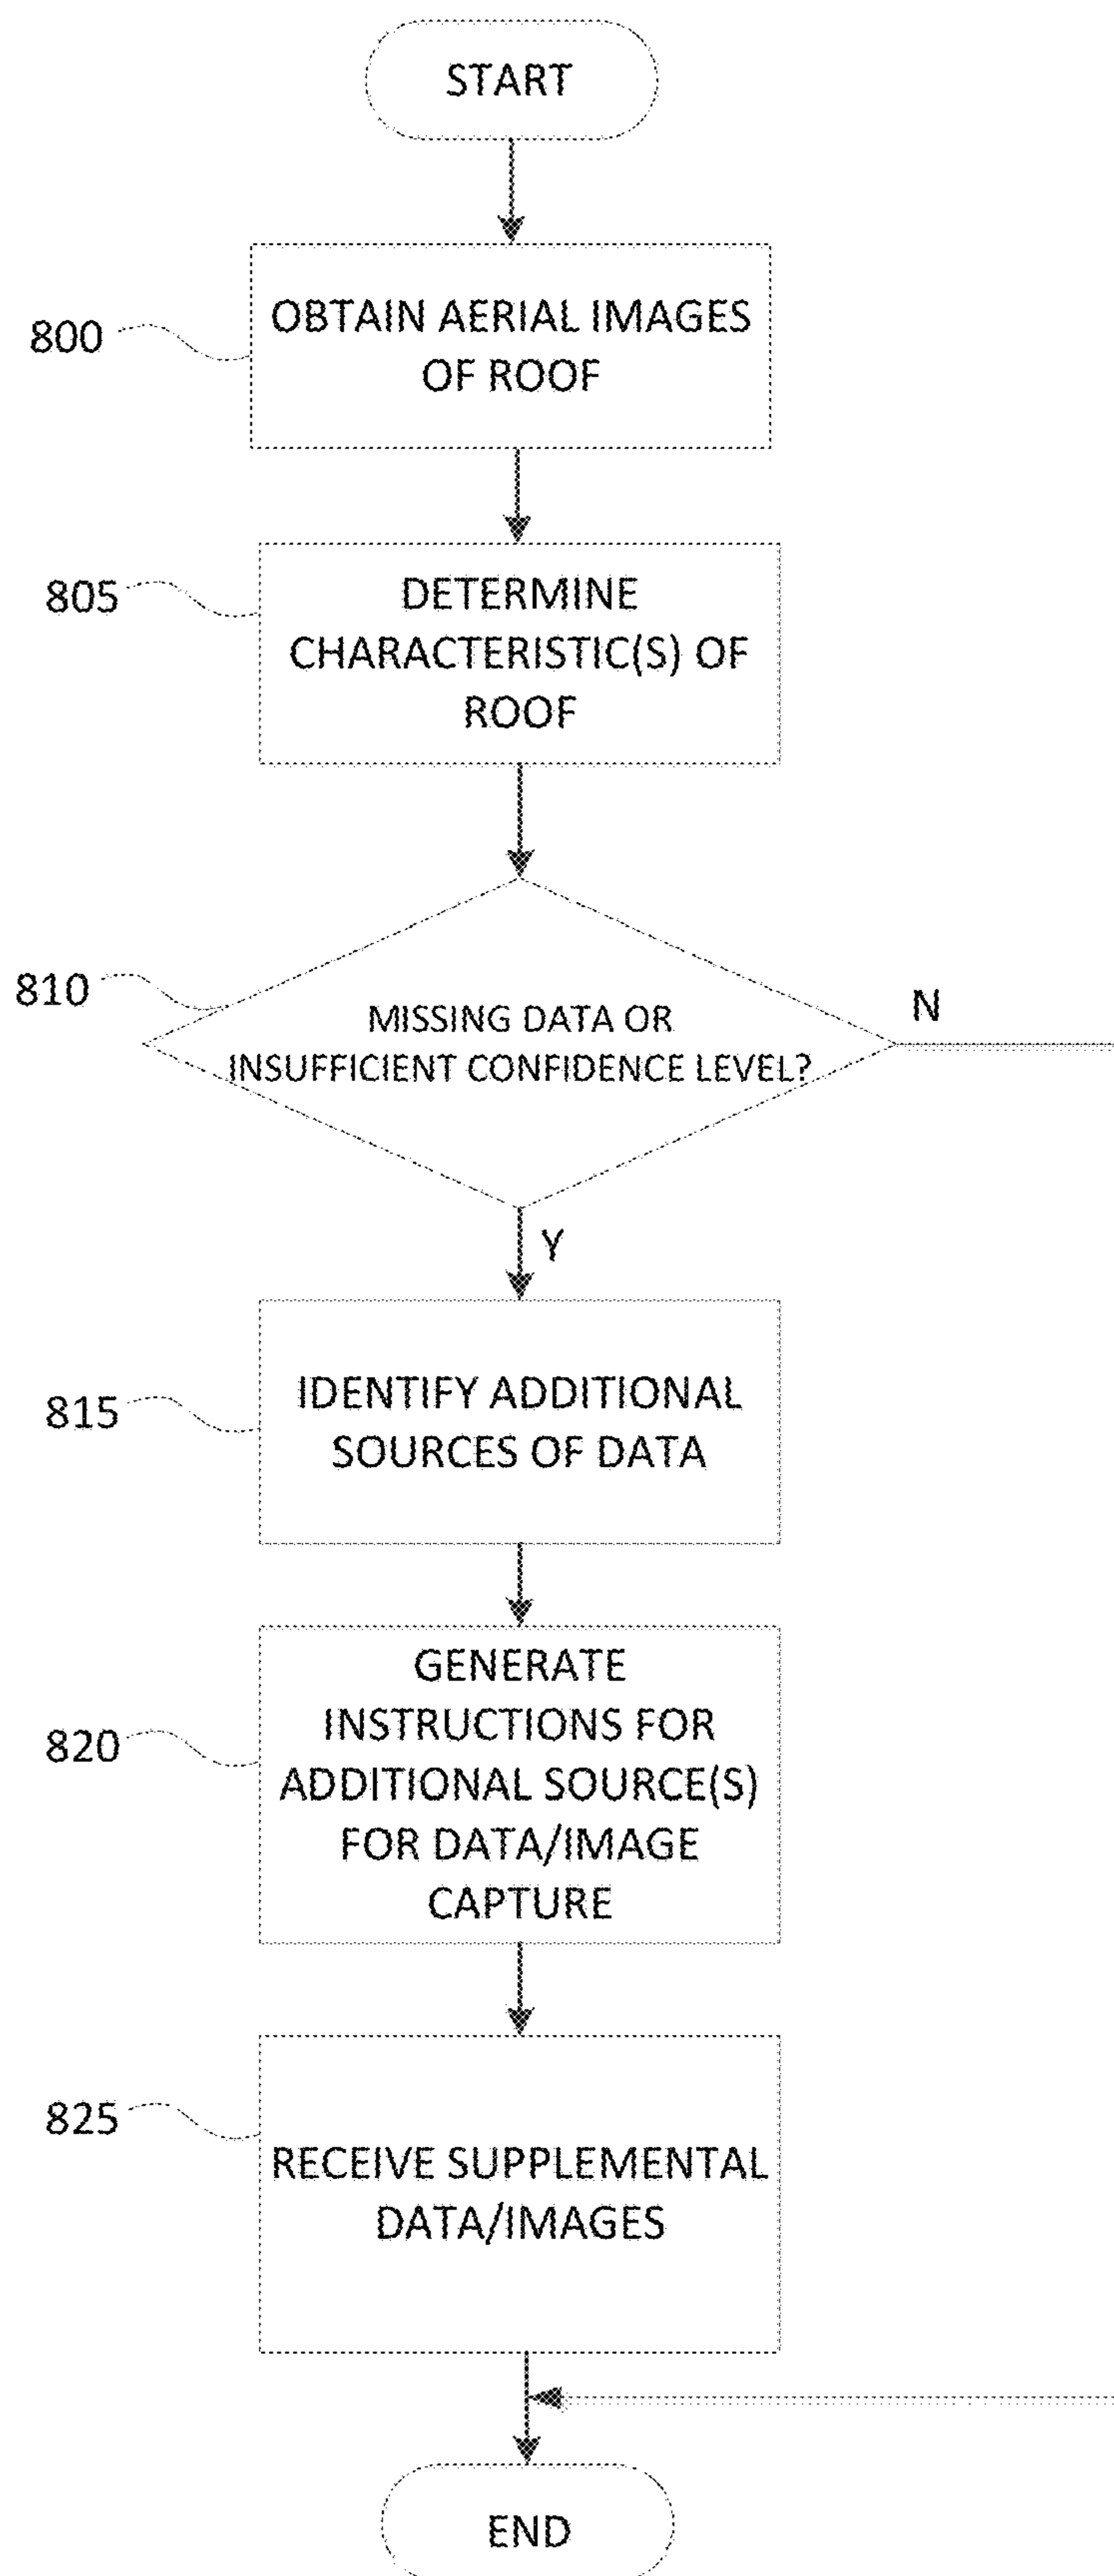 START
800
OBTAIN AERIAL IMAGES
OF ROOF
805
DETERMINE
CHARACTERISTIC(S) OF
ROOF
810
MISSING DATA OR
INSUFFICIENT CONFIDENCE LEVEL?
N
Y
815
IDENTIFY ADDITIONAL
SOURCES OF DATA
820
GENERATE
INSTRUCTIONS FOR
ADDITIONAL SOURCE(S)
FOR DATA/IMAGE
CAPTURE
825
RECEIVE SUPPLEMENTAL
DATA/IMAGES
END